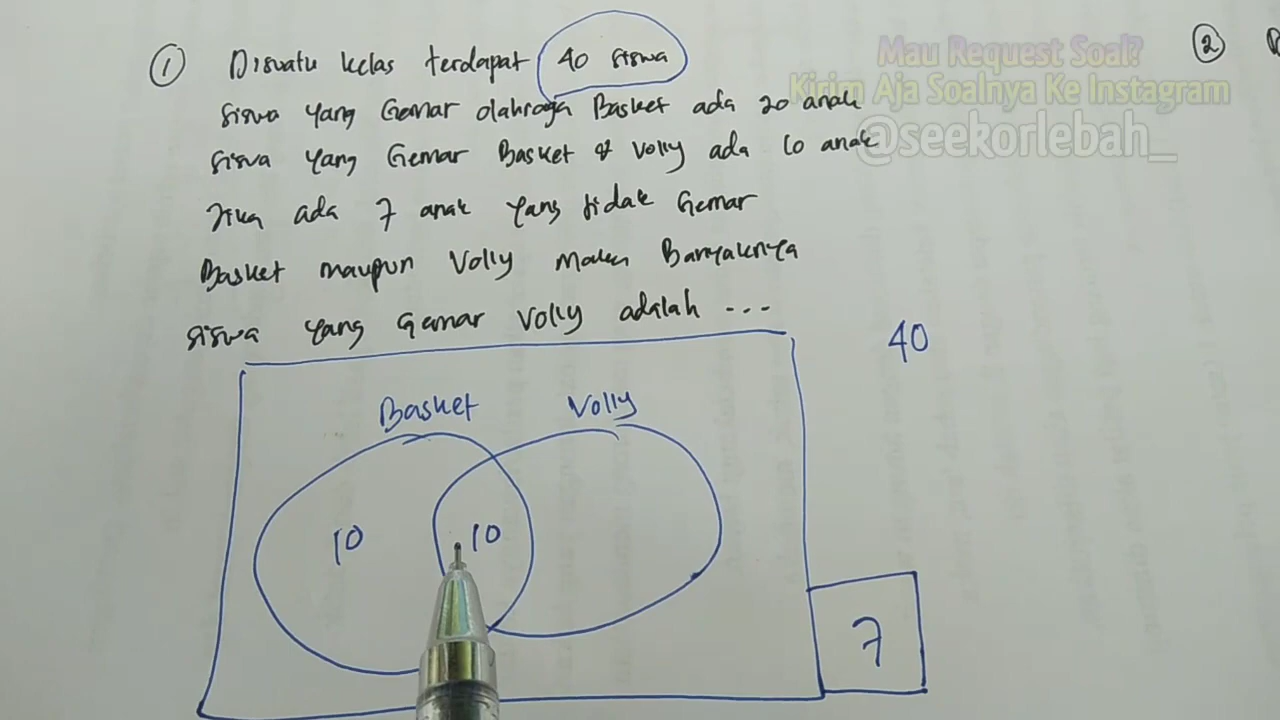 ① Disuatu kelas terdapat 40 siswa
siswa yang Gemar olahraga Basket ada 20 anak
siswa yang Gemar Basket & Volly ada 10 anak
Jika ada 7 anak yang tidak Gemar
Basket maupun Volly maka Banyaknya
siswa yang Gemar Volly adalah ...
Mau Request Soal?
Kirim Aja Soalnya Ke Instagram
@seekorlebah_
②
40
Basket Volly
10 10
7